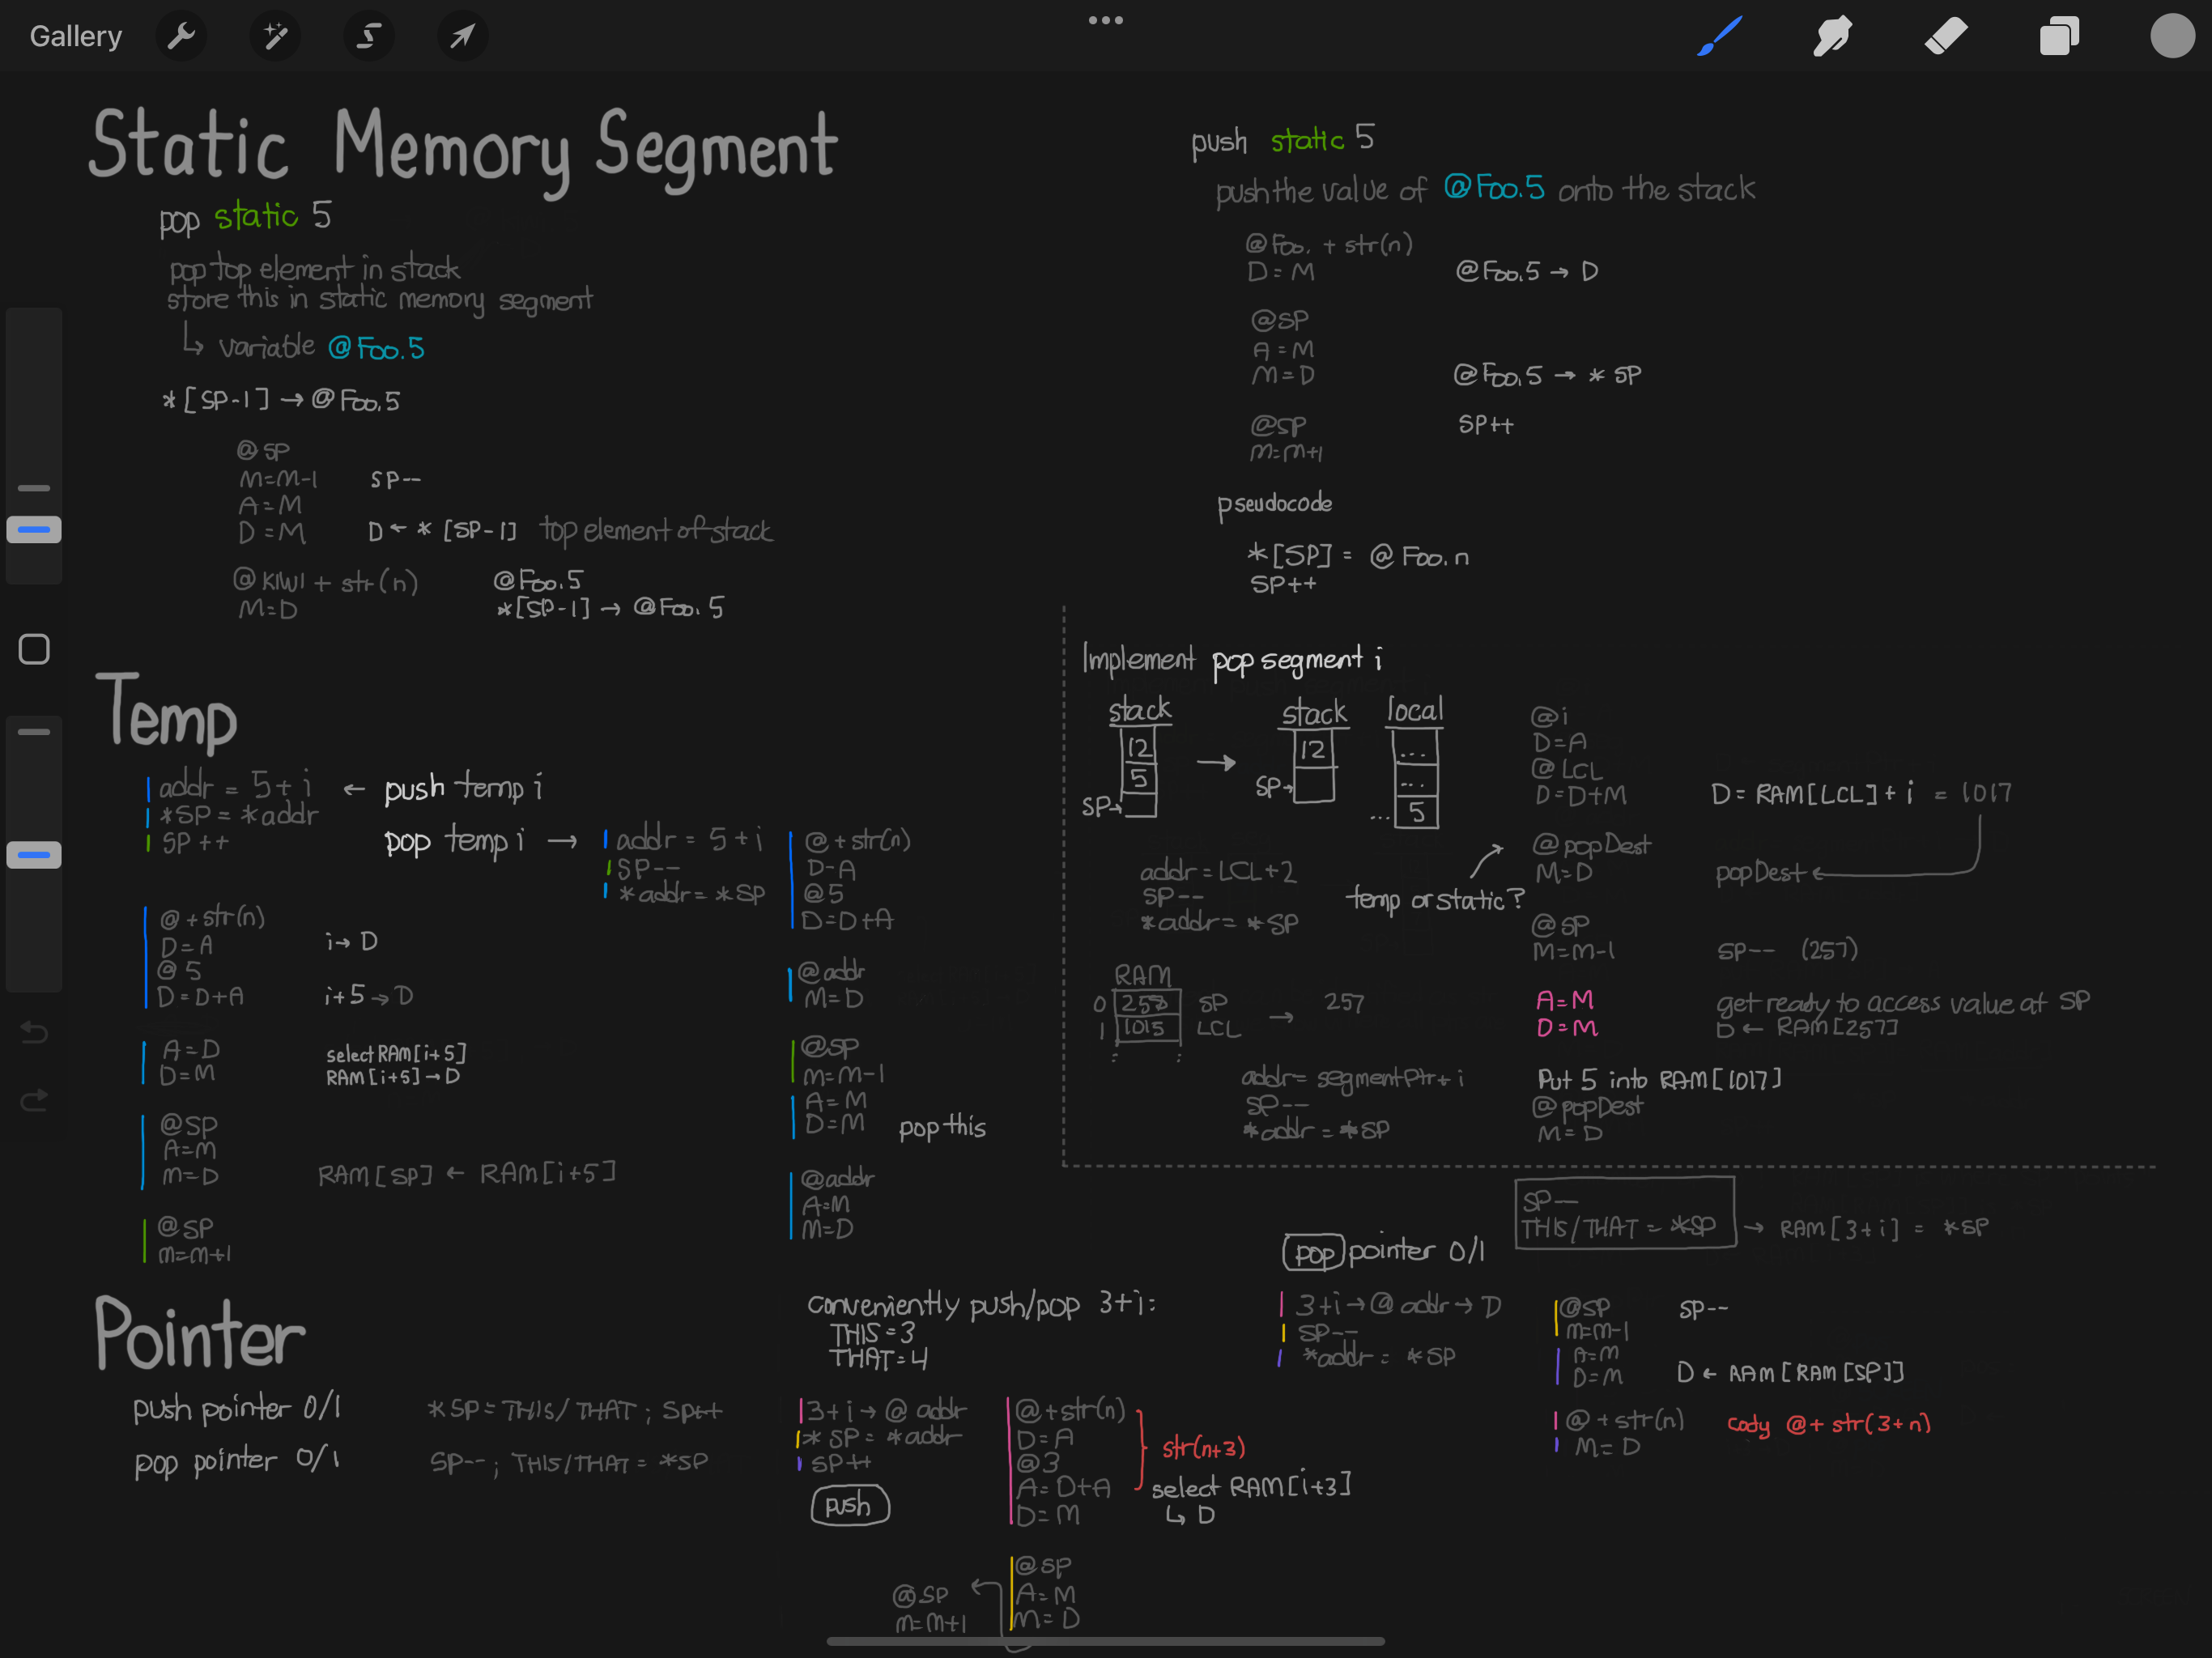 Gallery
Static Memory Segment
pop static 5
pop top element in stack
store this in static memory segment
↳ variable @Foo.5
*[SP-1] → @Foo.5
@SP
M=M-1 SP--
A=M
D=M D ← *[SP-1] top element of stack
@KIWI + str(n) @Foo.5
M=D *[SP-1] → @Foo.5
push static 5
push the value of @Foo.5 onto the stack
@Foo. + str(n)
D=M @Foo.5 → D
@SP
A=M
M=D @Foo.5 → *SP
@SP SP++
M=M+1
pseudocode
*[SP] = @Foo.n
SP++
Temp
addr = 5+i ← push temp i
*SP = *addr
SP++
pop temp i →
addr = 5+i
SP--
*addr = *SP
@+str(n)
D=A i→D
@5
D=D+A i+5→D
A=D select RAM[i+5]
D=M RAM[i+5]→D
@SP
A=M
M=D RAM[SP] ← RAM[i+5]
@SP
M=M+1
@+str(n)
D-A
@5
D=D+A
@addr
M=D
@SP
M=M-1
A=M
D=M pop this
@addr
A=M
M=D
Implement pop segment i
stack
12
5
SP→
→
stack
12
SP→
local
...
...
... 5
addr = LCL+2
SP--
*addr = *SP
RAM
0 258 SP → 257
1 1015 LCL
: :
addr = segmentPtr + i
SP--
*addr = *SP
@i
D=A
@LCL
D=D+M D = RAM[LCL] + i = 1017
@popDest
M=D popDest ←
temp or static?
@SP
M=M-1 SP-- (257)
A=M get ready to access value at SP
D=M D ← RAM[257]
Put 5 into RAM[1017]
@popDest
M=D
Pointer
push pointer 0/1 *SP = THIS/THAT; SP++
pop pointer 0/1 SP--; THIS/THAT = *SP
conveniently push/pop 3+i:
THIS=3
THAT=4
3+i → @addr
*SP = *addr
SP++
push
@+str(n)
D=A
@3
A=D+A
D=M
str(n+3)
select RAM[i+3]
↳ D
@SP
A=M
M=D
@SP
M=M+1
pop pointer 0/1
SP--
THIS/THAT = *SP → RAM[3+i] = *SP
3+i → @addr → D
SP--
*addr = *SP
@SP SP--
M=M-1
A=M
D=M D ← RAM[RAM[SP]]
@+str(n) cody @+ str(3+n)
M=D